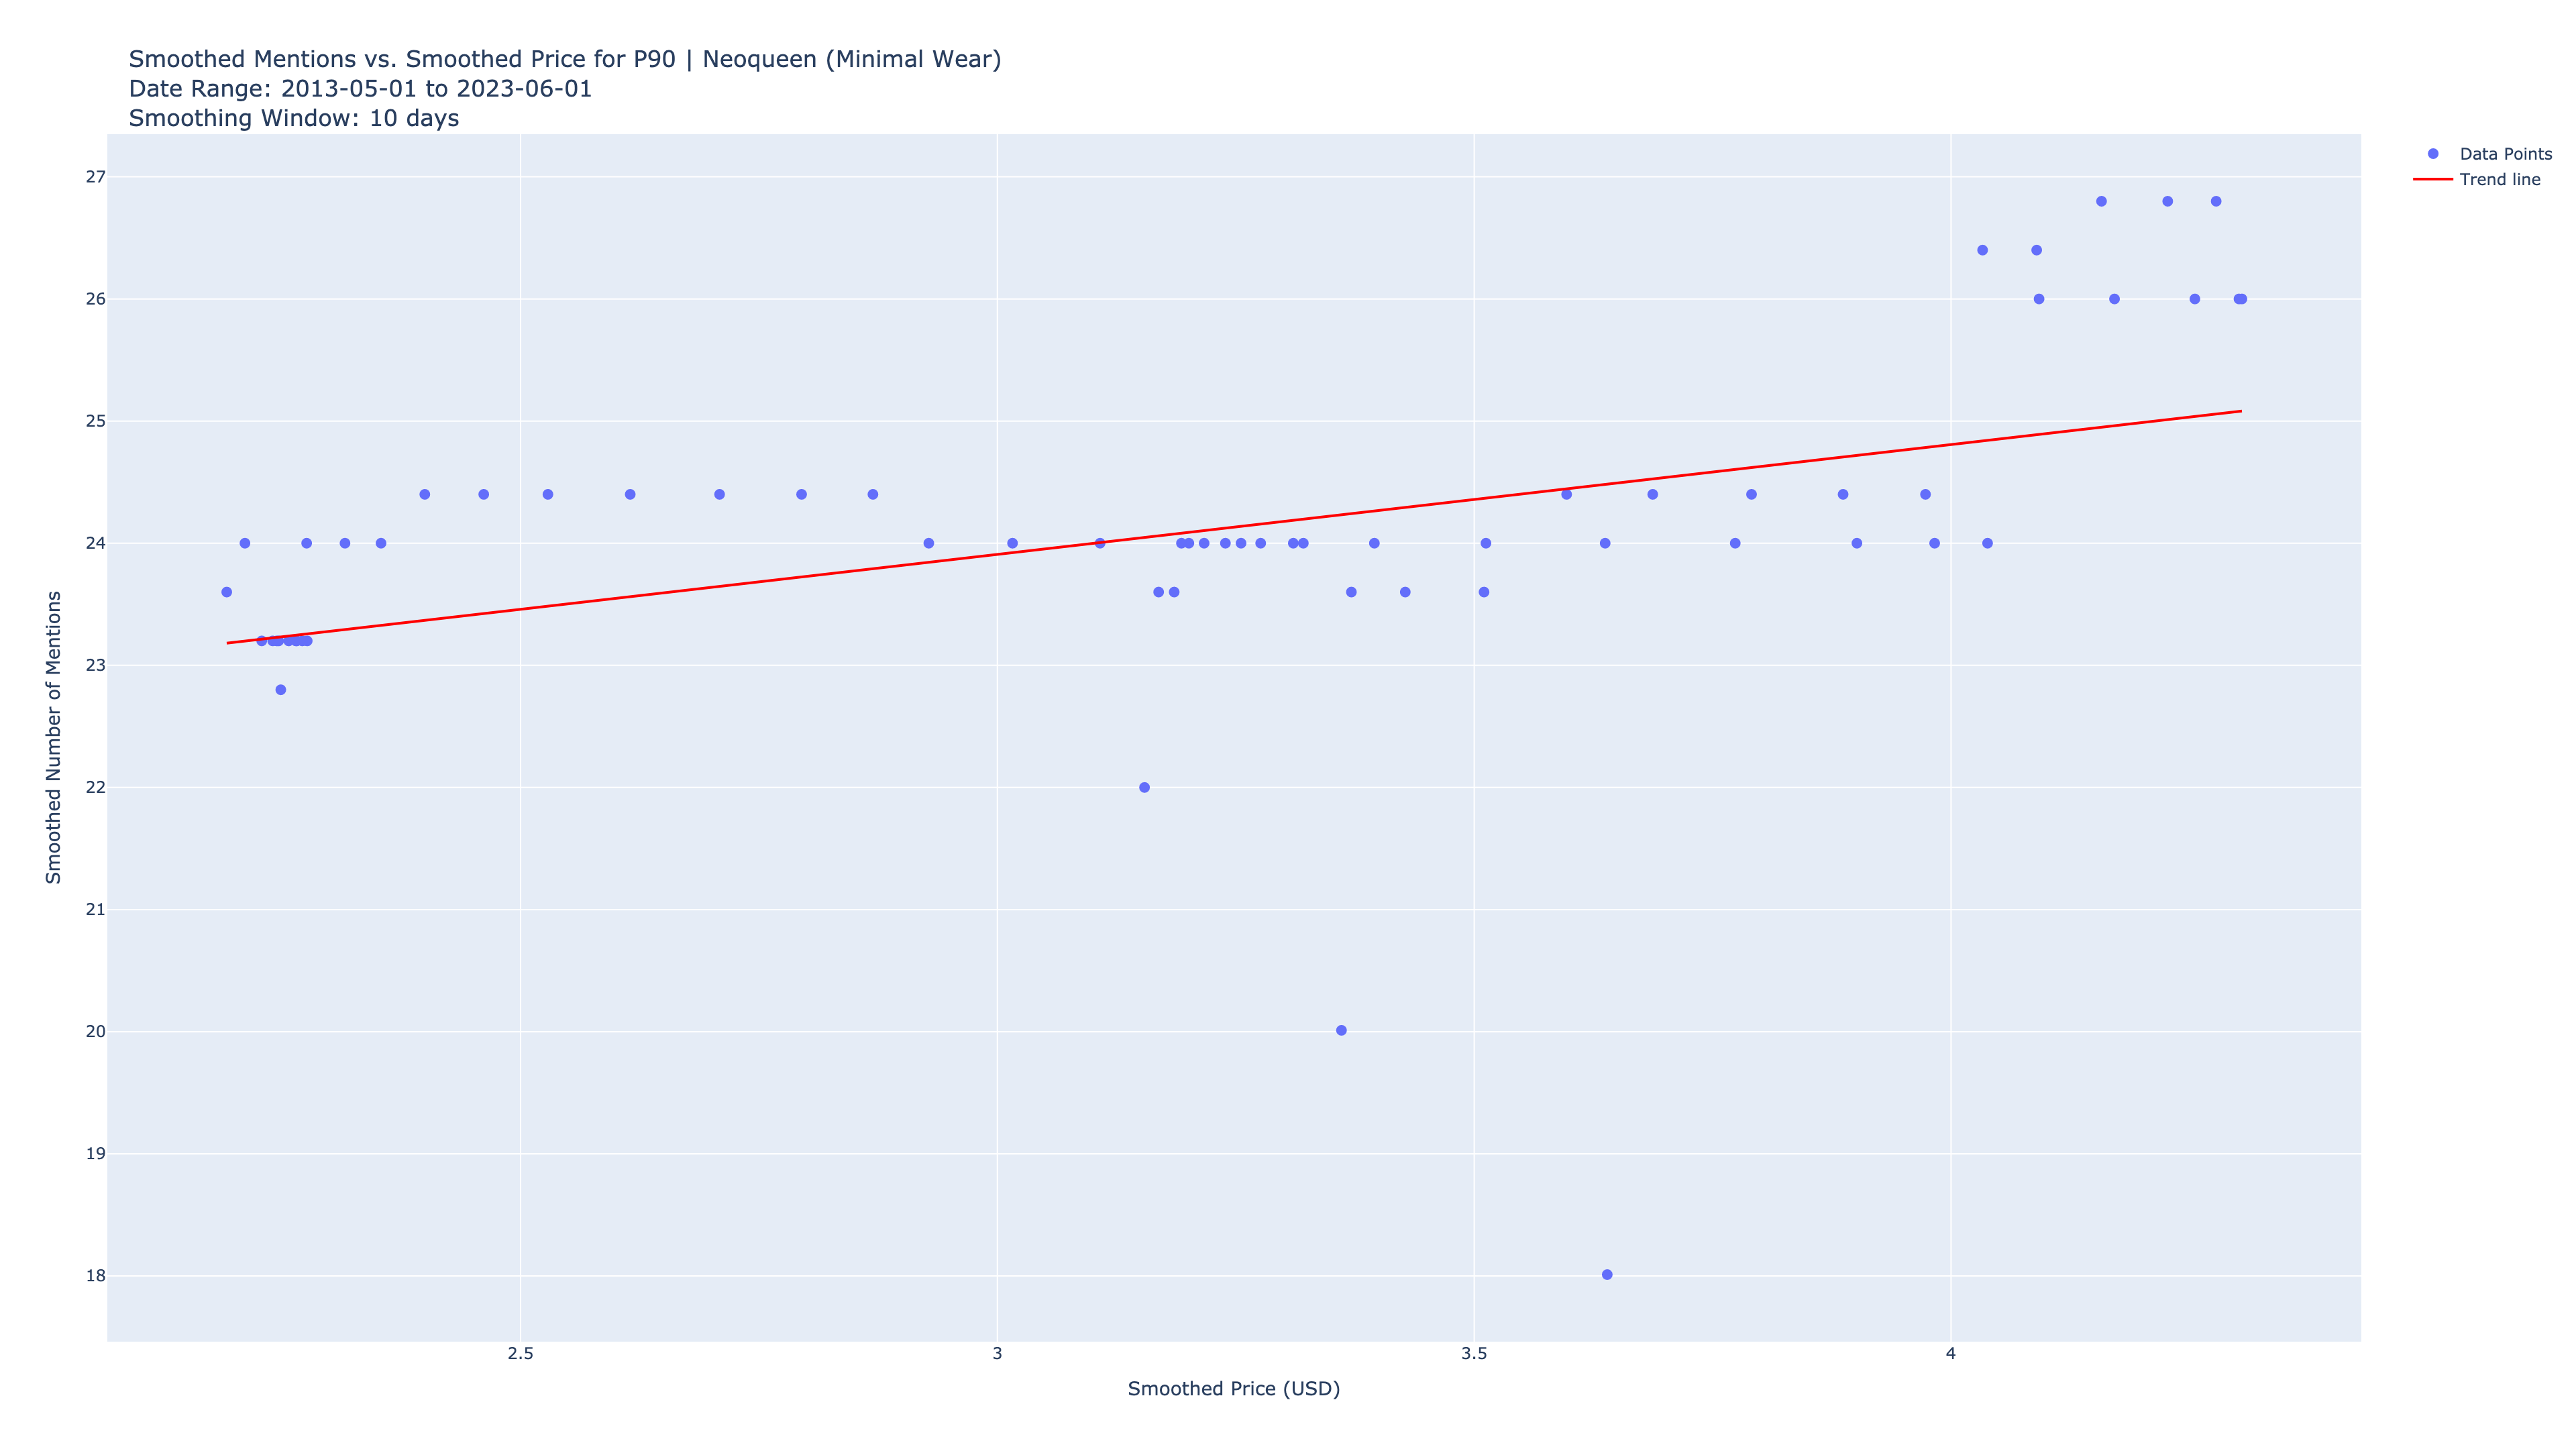 Smoothed Mentions vs. Smoothed Price for P90 | Neoqueen (Minimal Wear)
Date Range: 2013-05-01 to 2023-06-01
Smoothing Window: 10 days
Data Points
Trend line
Smoothed Number of Mentions
27
26
25
24
23
22
21
20
19
18
2.5
3
3.5
4
Smoothed Price (USD)